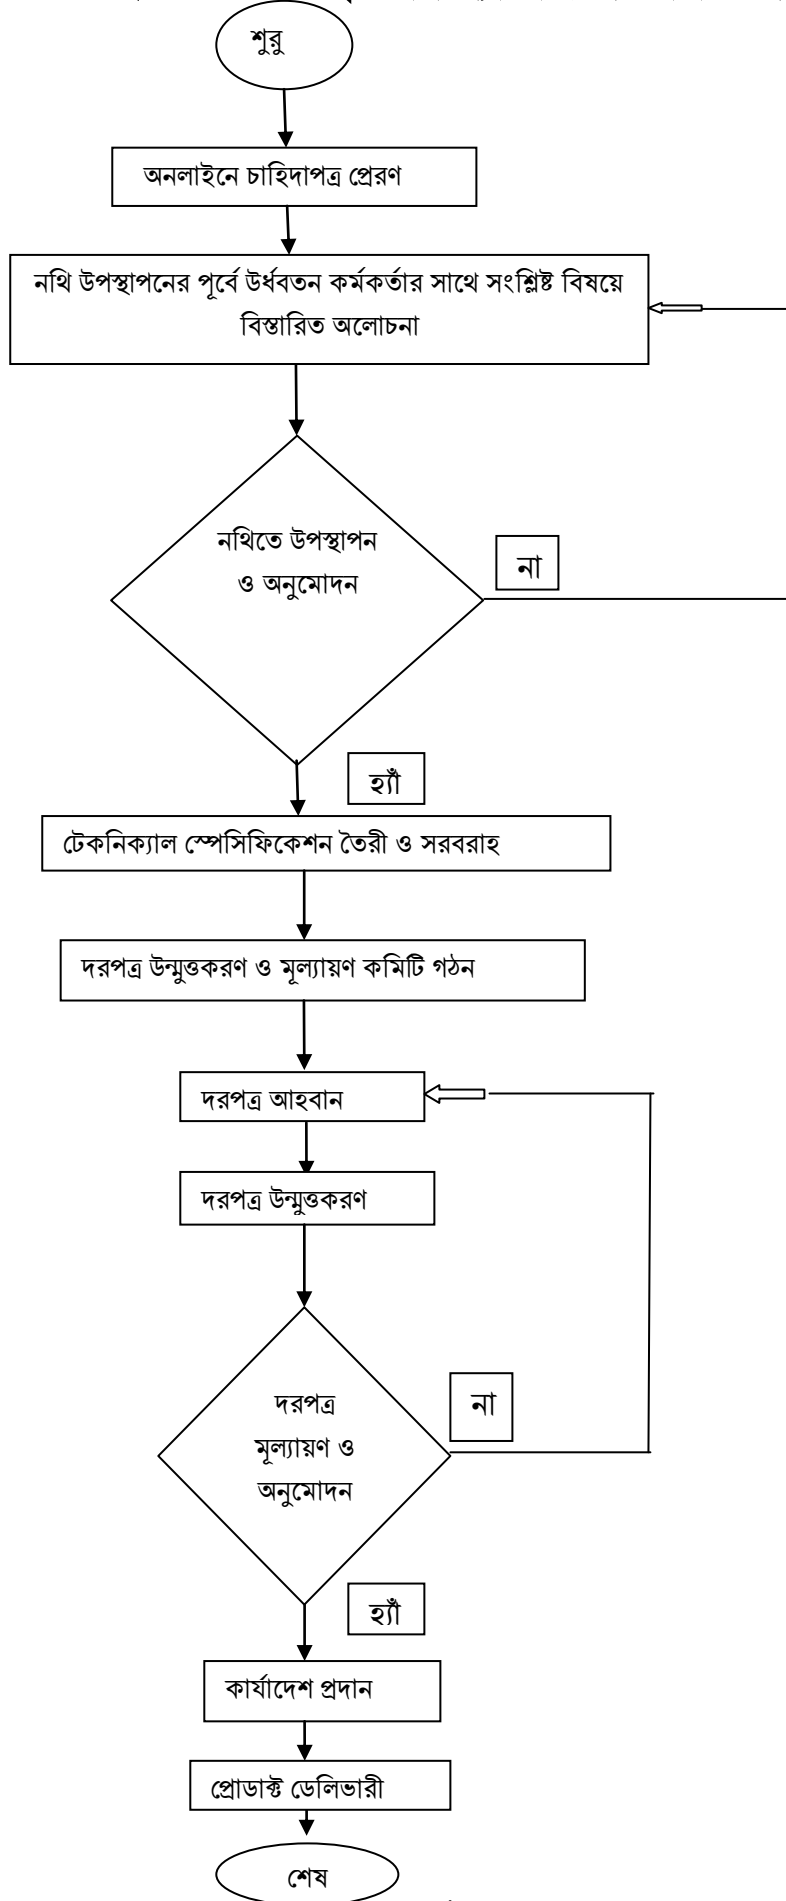 শুরু
অনলাইনে চাহিদাপত্র প্রেরণ
নথি উপস্থাপনের পূর্বে উর্ধবতন কর্মকর্তার সাথে সংশ্লিষ্ট বিষয়ে
বিস্তারিত অলোচনা
নথিতে উপস্থাপন
ও অনুমোদন
না
হ্যাঁ
টেকনিক্যাল স্পেসিফিকেশন তৈরী ও সরবরাহ
দরপত্র উন্মুত্তকরণ ও মূল্যায়ণ কমিটি গঠন
দরপত্র আহবান
দরপত্র উন্মুত্তকরণ
দরপত্র
মূল্যায়ণ ও
অনুমোদন
না
হ্যাঁ
কার্যাদেশ প্রদান
প্রোডাক্ট ডেলিভারী
শেষ